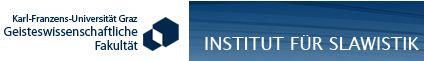 Karl-Franzens-Universität Graz
Geisteswissenschaftliche
Fakultät
INSTITUT FÜR SLAWISTIK